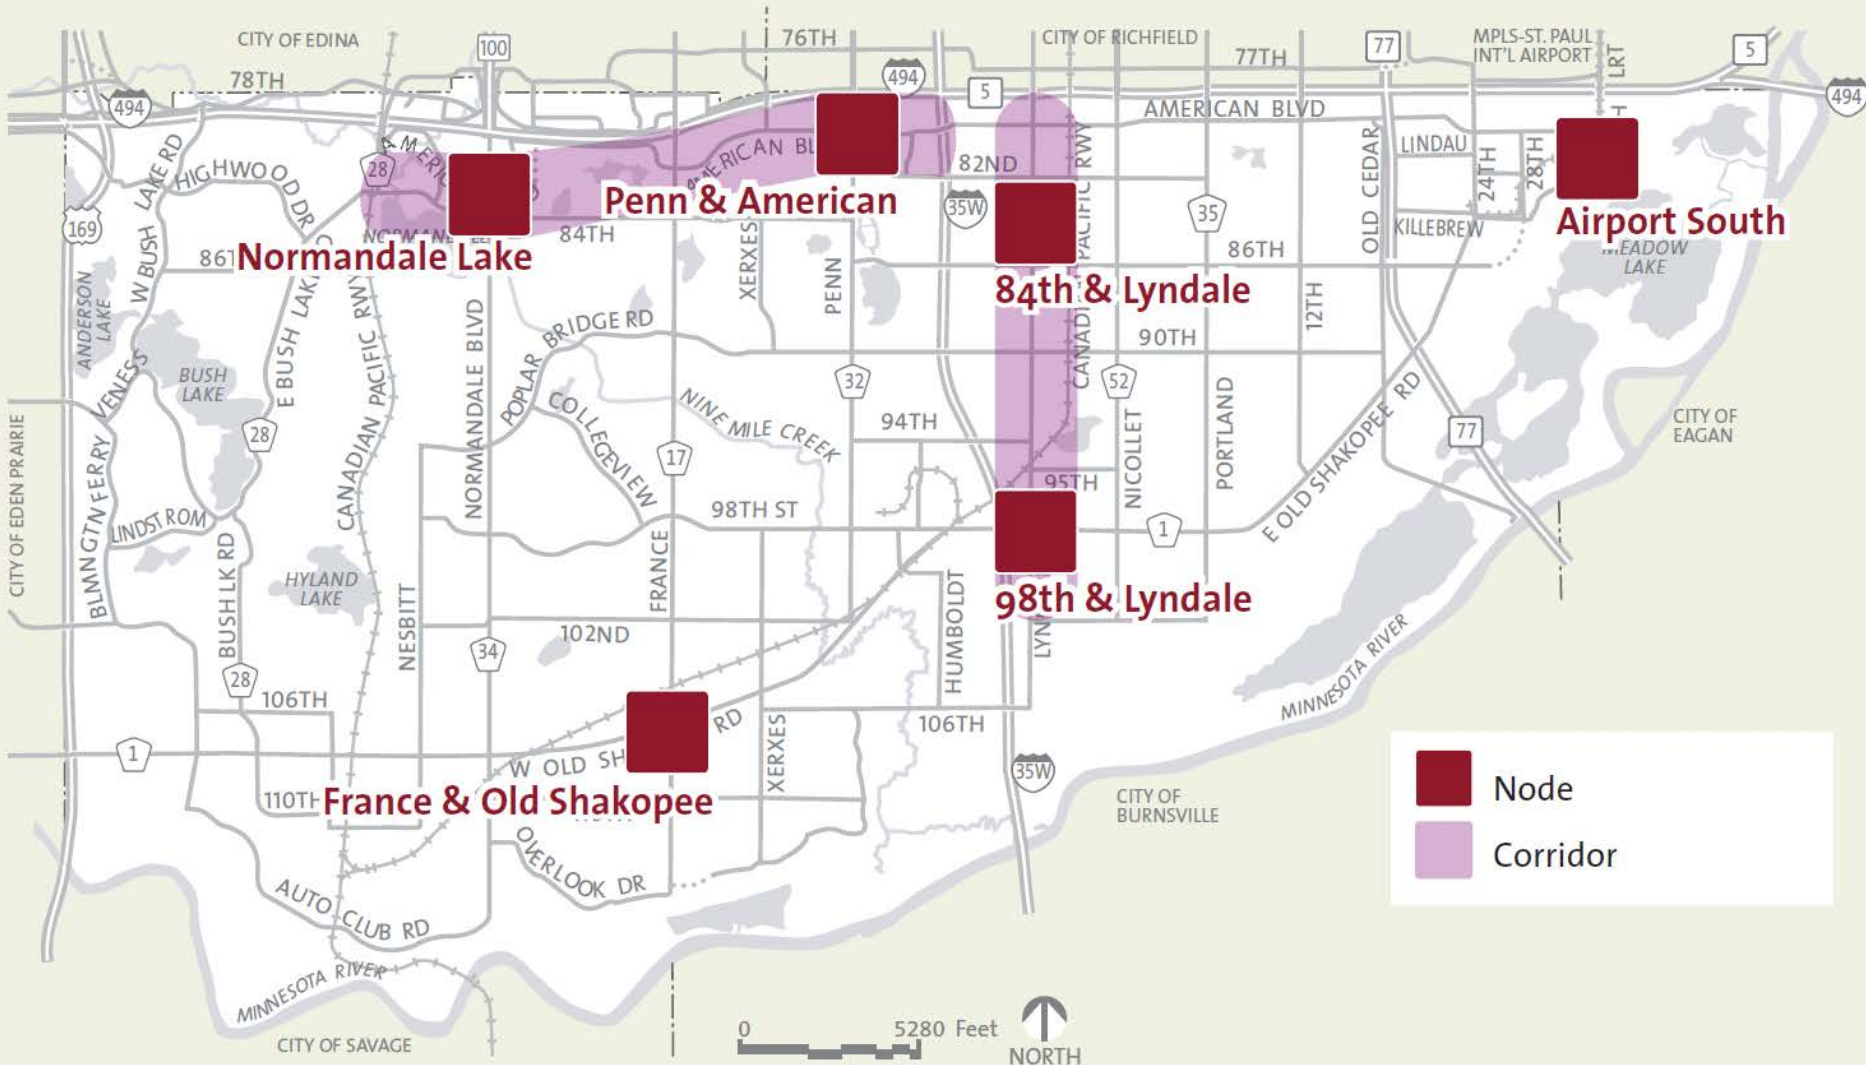 CITY OF EDINA
100
76TH
CITY OF RICHFIELD
77TH
77
MPLS-ST. PAUL
INT'L AIRPORT
LRT
5
78TH
494
494
5
494
AMERICAN BLVD
28
82ND
CANADIAN PACIFIC RWY
OLD CEDAR
LINDAU
24TH
28TH
W BUSH LAKE RD
HIGHWOOD DR
Penn & American
35W
35
Airport South
169
84TH
Normandale Lake
XERXES
PENN
86TH
KILLEBREW
MEADOW
LAKE
84th & Lyndale
ANDERSON
LAKE
E BUSH LAKE
CANADIAN PACIFIC RWY
NORMANDALE BLVD
POPLAR BRIDGE RD
12TH
90TH
BUSH
LAKE
VENESS
32
52
COLLEGEVIEW
NINE MILE CREEK
94TH
NICOLLET
PORTLAND
E OLD SHAKOPEE RD
77
CITY OF
EAGAN
CITY OF EDEN PRAIRIE
28
17
BLMNGTN FERRY
95TH
98TH ST
1
LINDSTROM
BUSH LK RD
HYLAND
LAKE
NESBITT
FRANCE
HUMBOLDT
98th & Lyndale
102ND
34
28
106TH
MINNESOTA RIVER
106TH
RD
XERXES
1
W OLD SH
35W
110TH
France & Old Shakopee
CITY OF
BURNSVILLE
Node
Corridor
OVERLOOK DR
AUTO CLUB RD
MINNESOTA RIVER
CITY OF SAVAGE
0
5280 Feet
NORTH